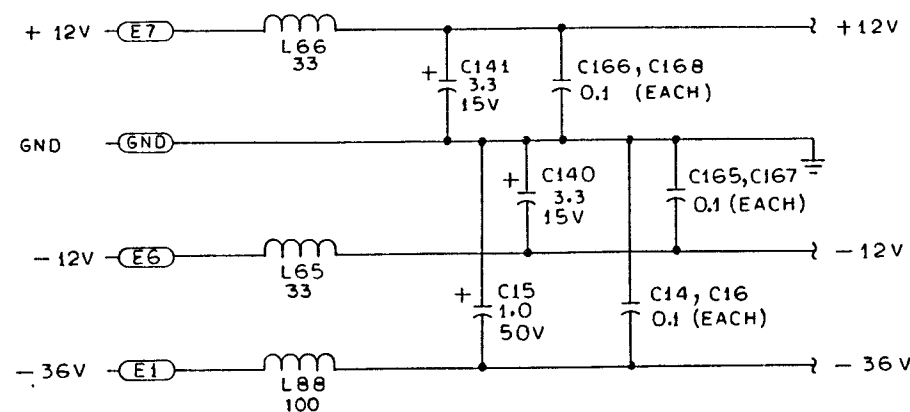 + 12V E7 L66 33 +12V
+ C141 3.3 15V
C166, C168 0.1 (EACH)
GND GND
+ C140 3.3 15V
C165, C167 0.1 (EACH)
- 12V E6 L65 33 - 12V
+ C15 1.0 50V
C14, C16 0.1 (EACH)
- 36V E1 L88 100 - 36V